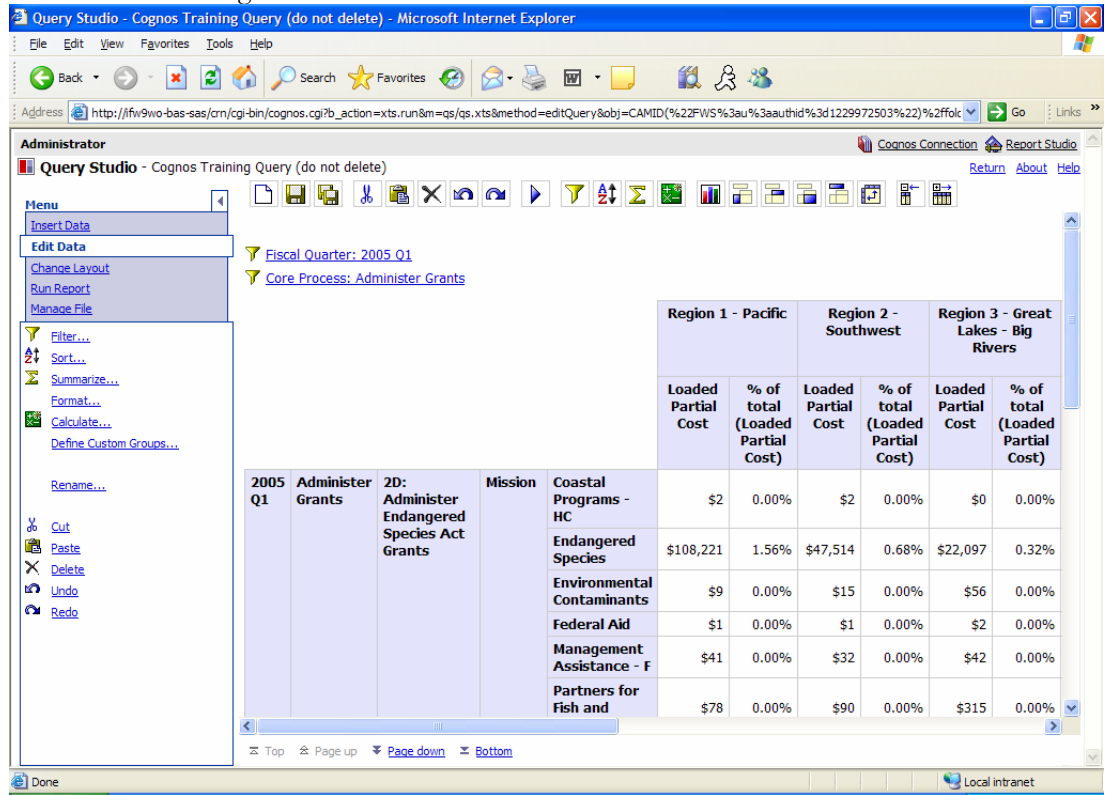 Query Studio - Cognos Training Query (do not delete) - Microsoft Internet Explorer
File Edit View Favorites Tools Help
Back Search Favorites
Address http://ifw9wo-bas-sas/crn/cgi-bin/cognos.cgi?b_action=xts.run&m=qs/qs.xts&method=editQuery&obj=CAMID(%22FWS%3au%3aauthid%3d1229972503%22)%2ffolc Go Links »
Administrator Cognos Connection Report Studio
Query Studio - Cognos Training Query (do not delete) Return About Help
Menu
Insert Data
Edit Data
Change Layout
Run Report
Manage File
Filter...
Sort...
Summarize...
Format...
Calculate...
Define Custom Groups...
Rename...
Cut
Paste
Delete
Undo
Redo
Fiscal Quarter: 2005 Q1
Core Process: Administer Grants
Region 1 - Pacific Region 2 - Southwest Region 3 - Great Lakes - Big Rivers
Loaded Partial Cost % of total (Loaded Partial Cost) Loaded Partial Cost % of total (Loaded Partial Cost) Loaded Partial Cost % of total (Loaded Partial Cost)
2005 Q1 Administer Grants 2D: Administer Endangered Species Act Grants Mission Coastal Programs - HC $2 0.00% $2 0.00% $0 0.00%
Endangered Species $108,221 1.56% $47,514 0.68% $22,097 0.32%
Environmental Contaminants $9 0.00% $15 0.00% $56 0.00%
Federal Aid $1 0.00% $1 0.00% $2 0.00%
Management Assistance - F $41 0.00% $32 0.00% $42 0.00%
Partners for Fish and $78 0.00% $90 0.00% $315 0.00%
Top Page up Page down Bottom
Done Local intranet